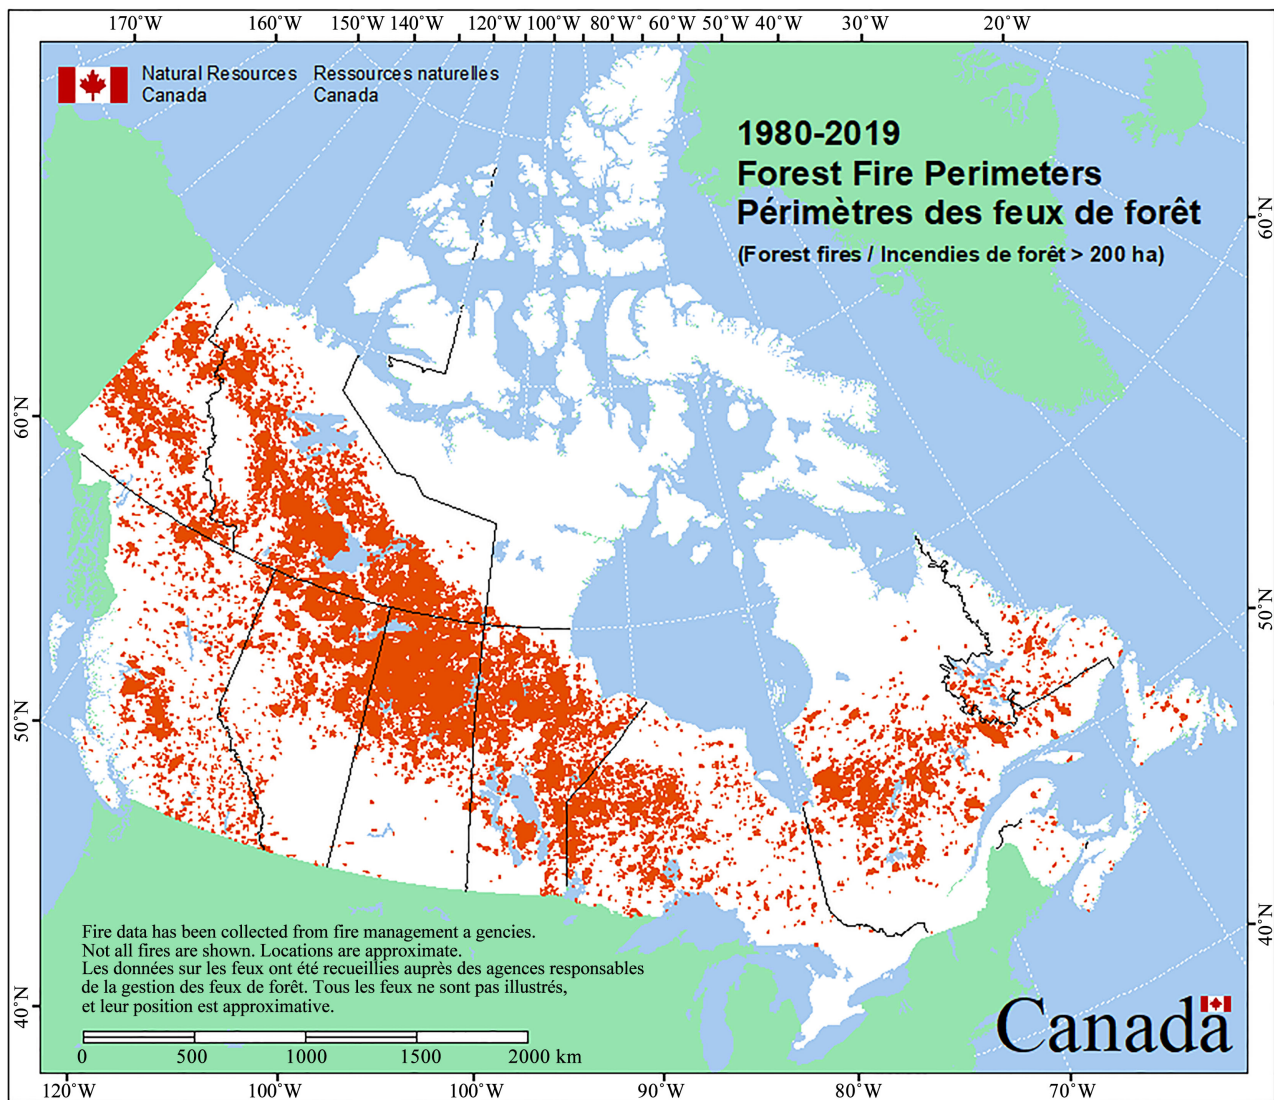 170°W 160°W 150°W 140°W 120°W 100°W 80°W° 60°W 50°W 40°W 30°W 20°W
Natural Resources Ressources naturelles
Canada Canada
1980-2019
Forest Fire Perimeters
Périmètres des feux de forêt
(Forest fires / Incendies de forêt > 200 ha)
60°N
60°N
50°N
50°N
40°N
40°N
Fire data has been collected from fire management a gencies.
Not all fires are shown. Locations are approximate.
Les données sur les feux ont été recueillies auprès des agences responsables
de la gestion des feux de forêt. Tous les feux ne sont pas illustrés,
et leur position est approximative.
0 500 1000 1500 2000 km
Canada
120°W 100°W 100°W 90°W 80°W 70°W